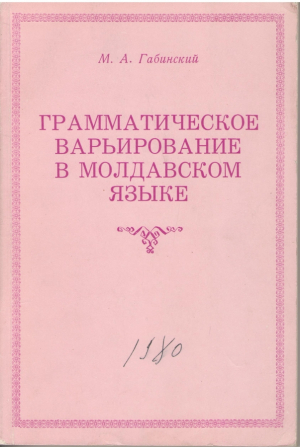 М. А. Габинский
ГРАММАТИЧЕСКОЕ
ВАРЬИРОВАНИЕ
В МОЛДАВСКОМ
ЯЗЫКЕ
1980